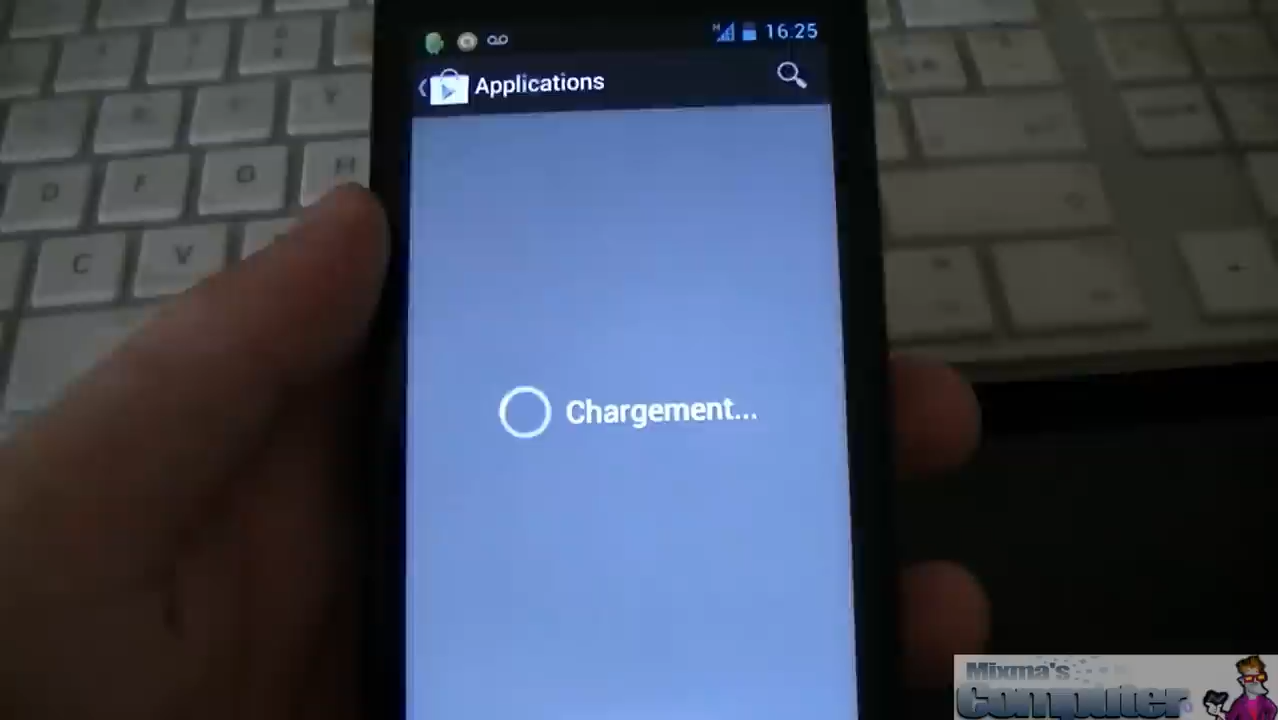 16.25
Applications
Chargement...
H
D
F
G
C
V
Mixma's
Computer